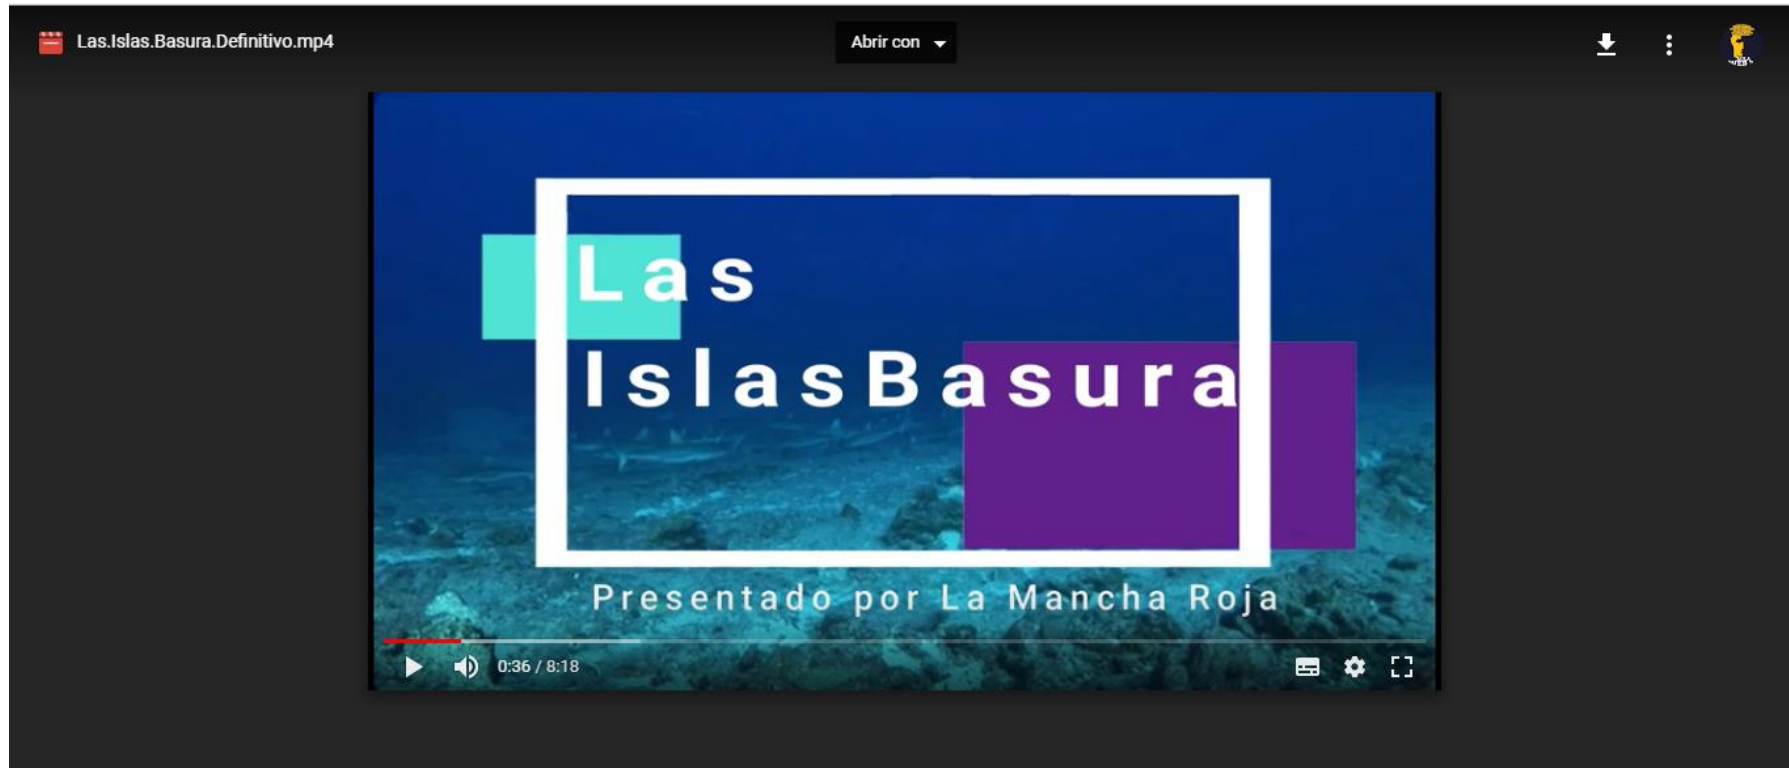 Las.Islas.Basura.Definitivo.mp4
Abrir con
Las
IslasBasura
Presentado por La Mancha Roja
0:36 / 8:18